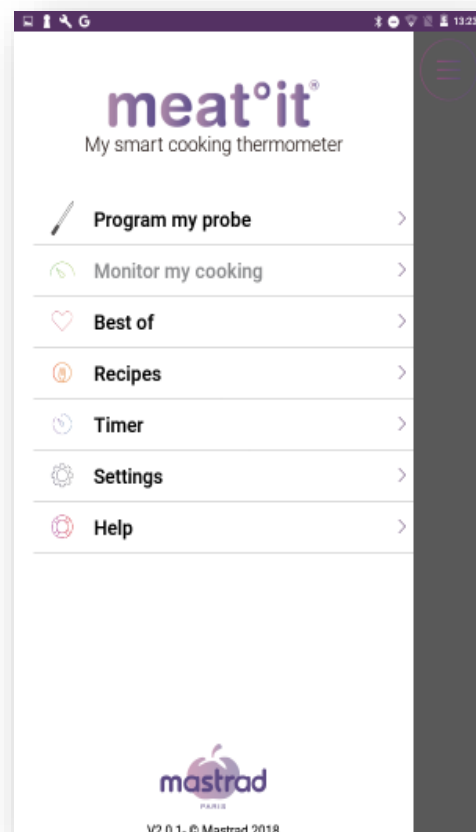 G 13:23
meat°it®
My smart cooking thermometer
Program my probe
Monitor my cooking
Best of
Recipes
Timer
Settings
Help
mastrad
PARIS
V2.0.1- © Mastrad 2018